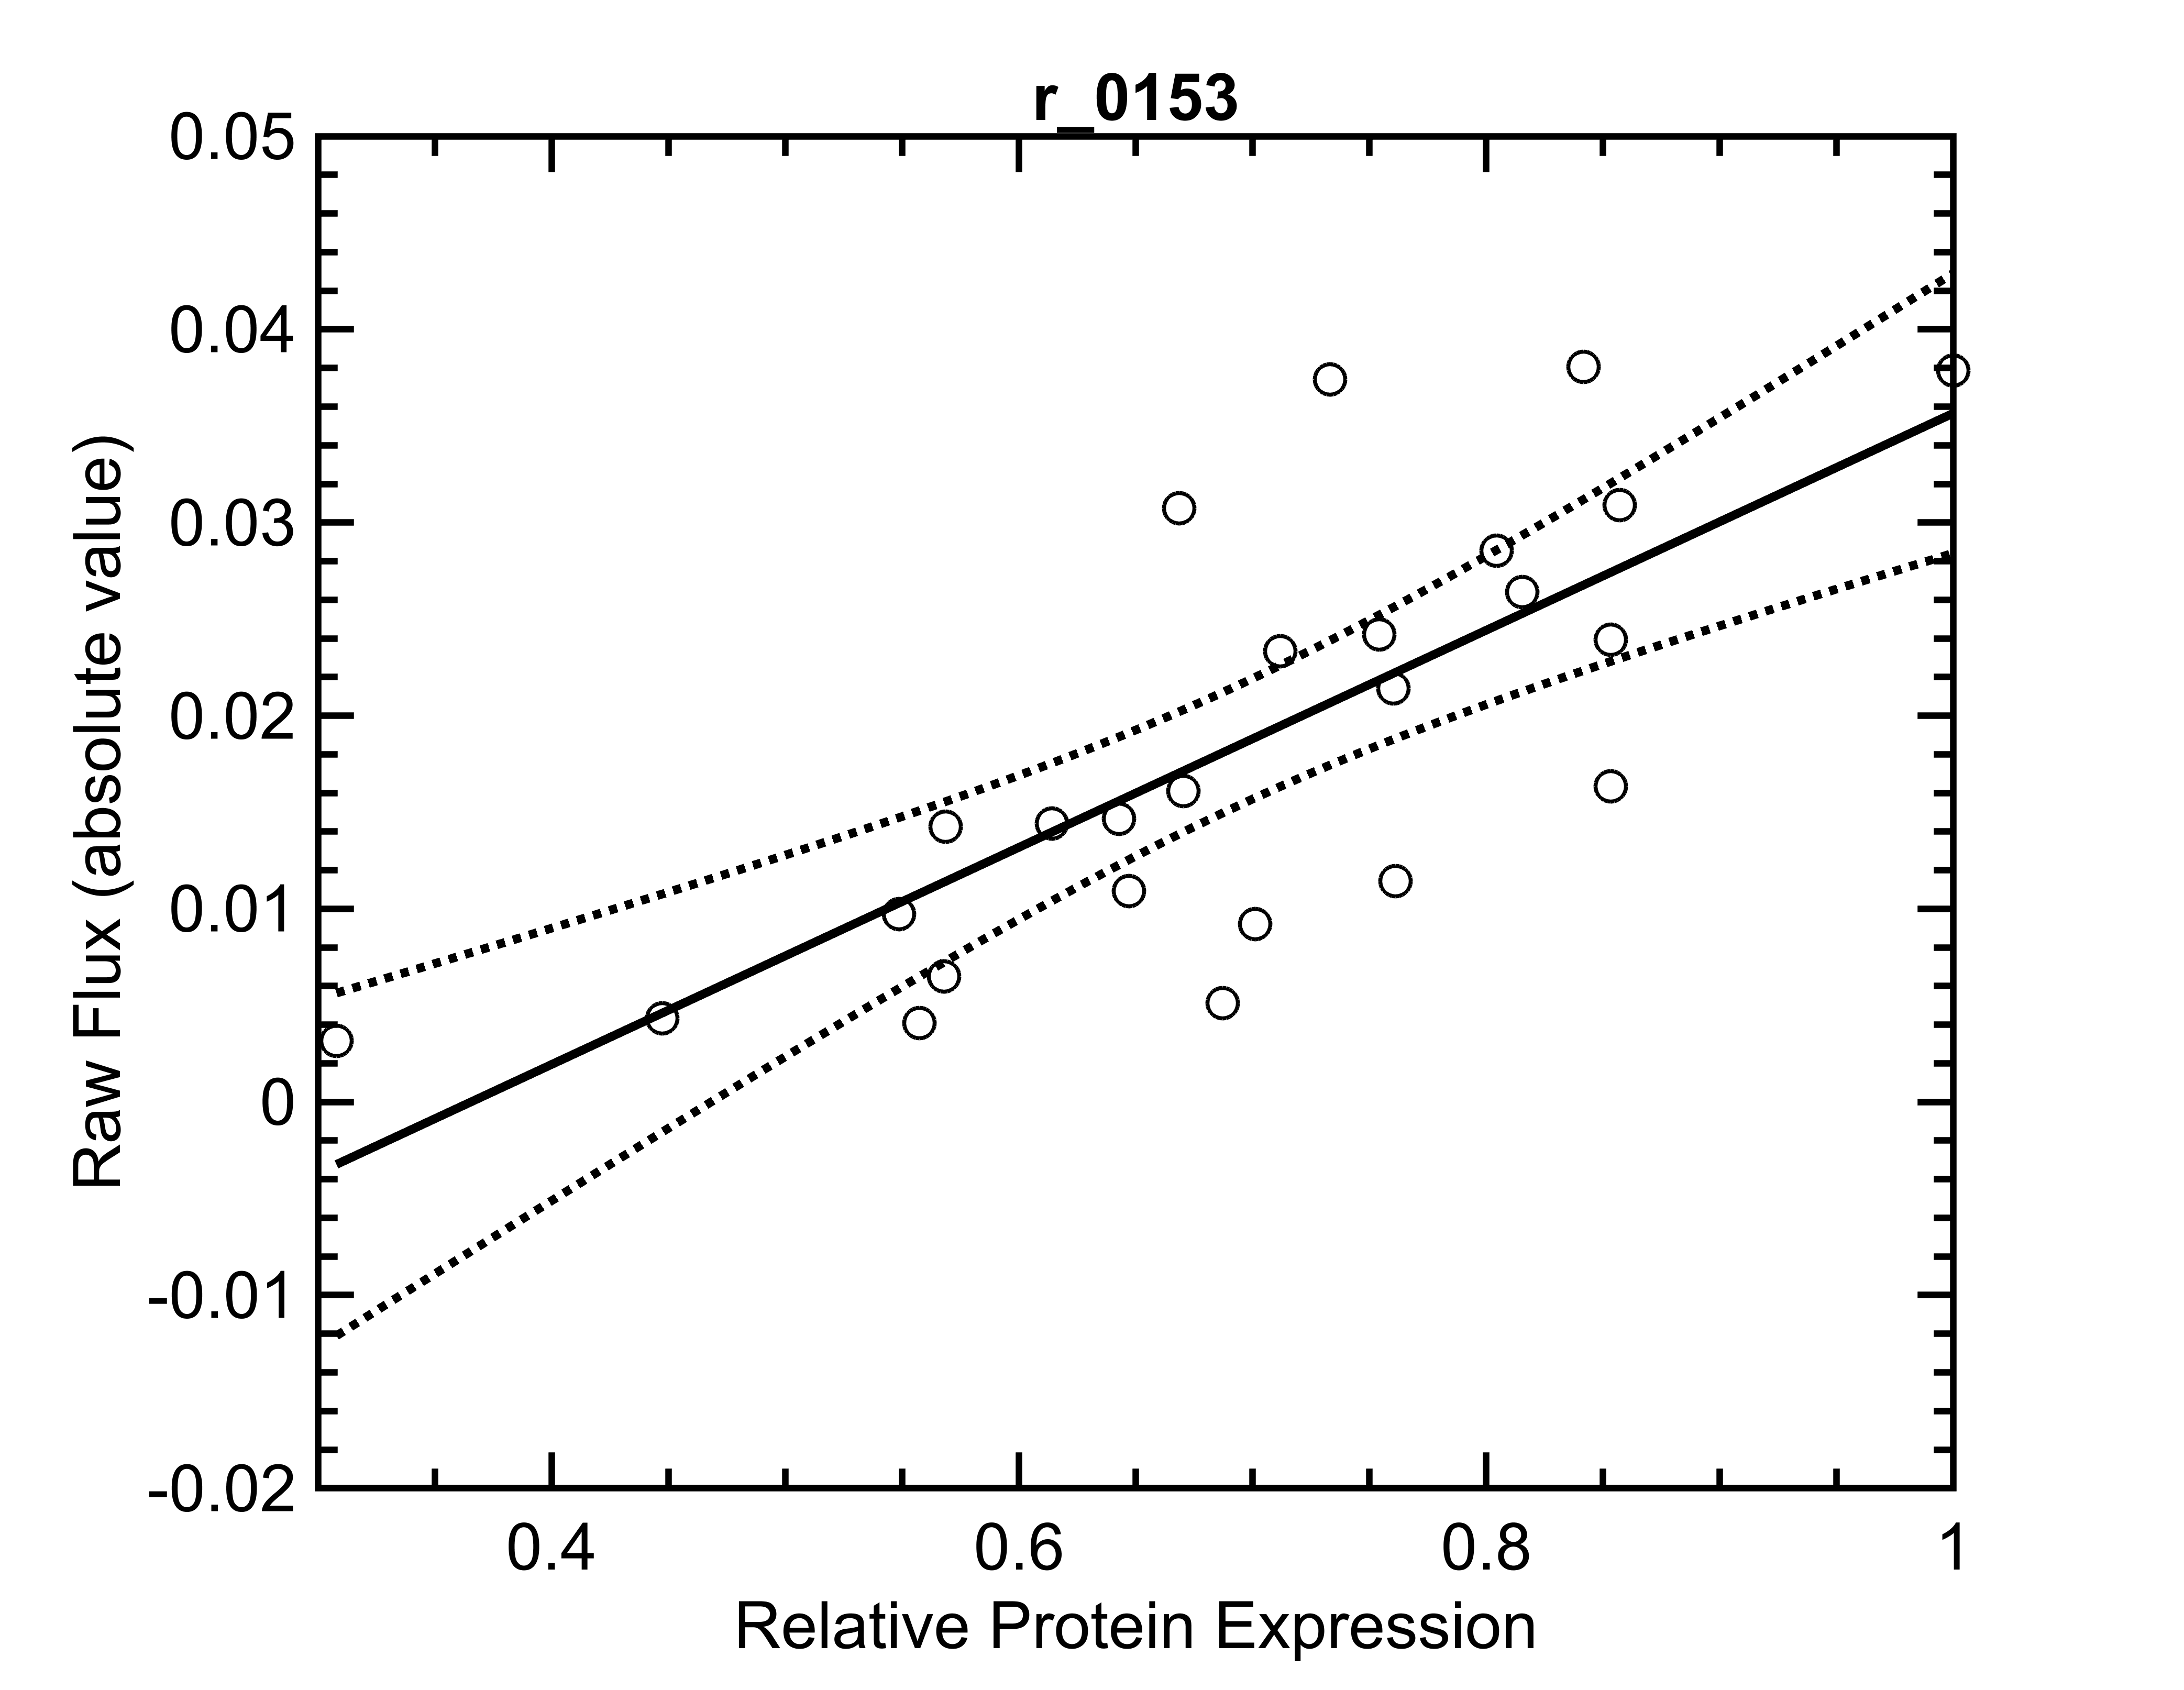 r_0153
0.05
0.04
0.03
0.02
0.01
0
-0.01
-0.02
Raw Flux (absolute value)
0.4 0.6 0.8 1
Relative Protein Expression